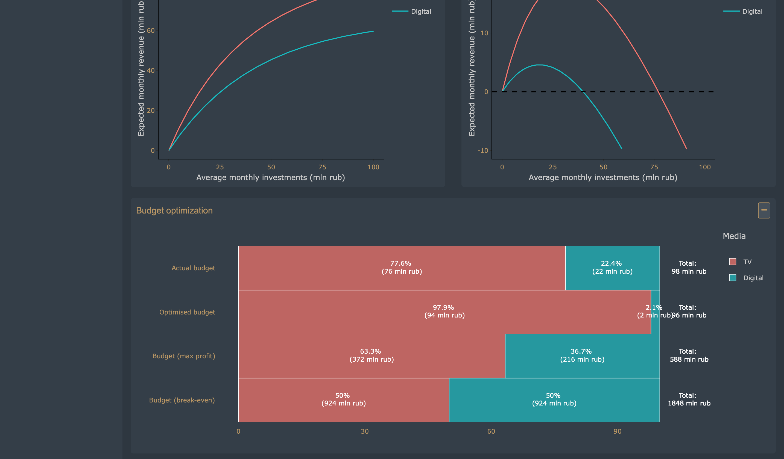 Expected monthly revenue (mln rub)
60
40
20
0
0 25 50 75 100
Average monthly investments (mln rub)
Digital
Expected monthly revenue (mln rub)
10
0
-10
0 25 50 75 100
Average monthly investments (mln rub)
Digital
Budget optimization
Media
TV
Digital
Actual budget
77.6%
(76 mln rub)
22.4%
(22 mln rub)
Total:
98 mln rub
Optimised budget
97.9%
(94 mln rub)
2.1%
(2 mln rub)
Total:
96 mln rub
Budget (max profit)
63.3%
(372 mln rub)
36.7%
(216 mln rub)
Total:
588 mln rub
Budget (break-even)
50%
(924 mln rub)
50%
(924 mln rub)
Total:
1848 mln rub
0 30 60 90